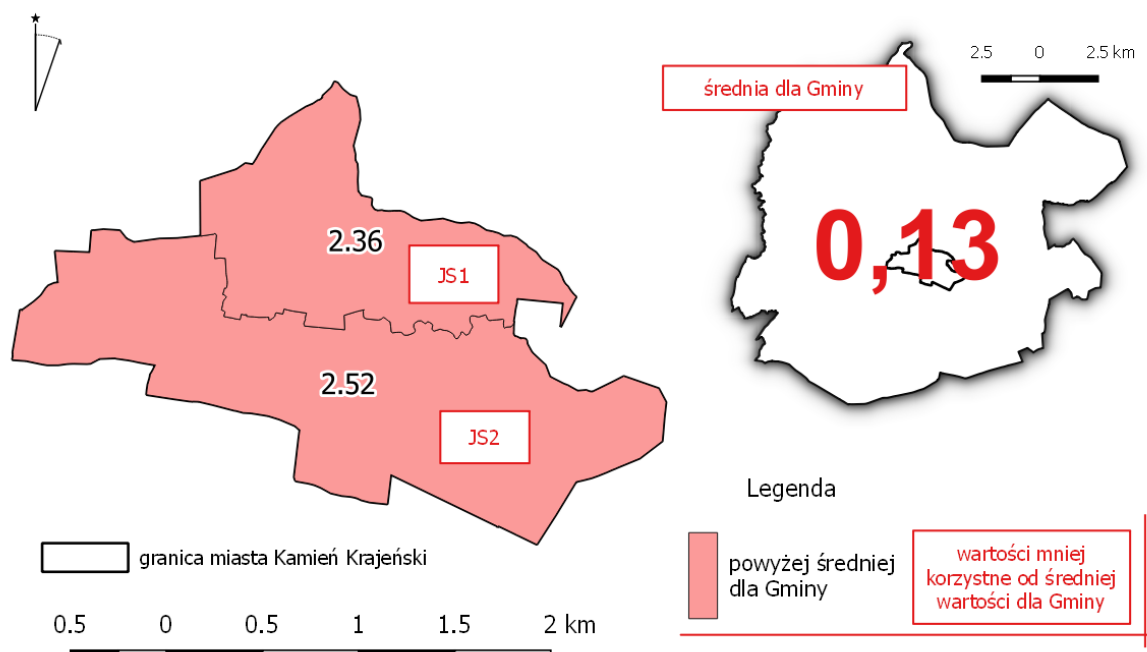 2.5 0 2.5 km
średnia dla Gminy
0,13
2.36
JS1
2.52
JS2
Legenda
granica miasta Kamień Krajeński
powyżej średniej
dla Gminy
wartości mniej
korzystne od średniej
wartości dla Gminy
0.5 0 0.5 1 1.5 2 km